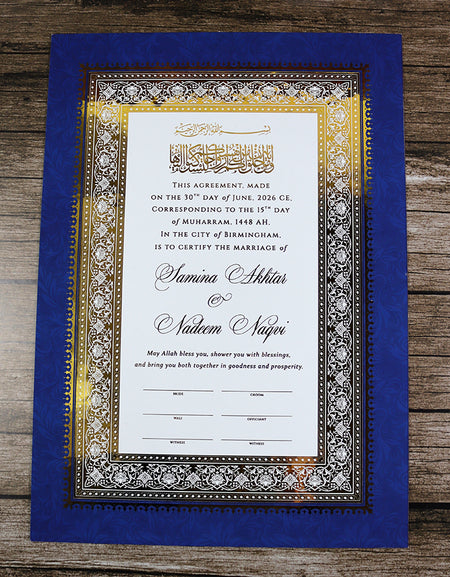 بسم الله الرحمن الرحيم
THIS AGREEMENT, MADE
ON THE 30TH DAY OF JUNE, 2026 CE,
CORRESPONDING TO THE 15TH DAY
OF MUHARRAM, 1448 AH.
IN THE CITY OF BIRMINGHAM,
IS TO CERTIFY THE MARRIAGE OF
Samina Akhtar
&
Nadeem Naqvi
May Allah bless you, shower you with blessings,
and bring you both together in goodness and prosperity.
BRIDE GROOM
WALI OFFICIANT
WITNESS WITNESS